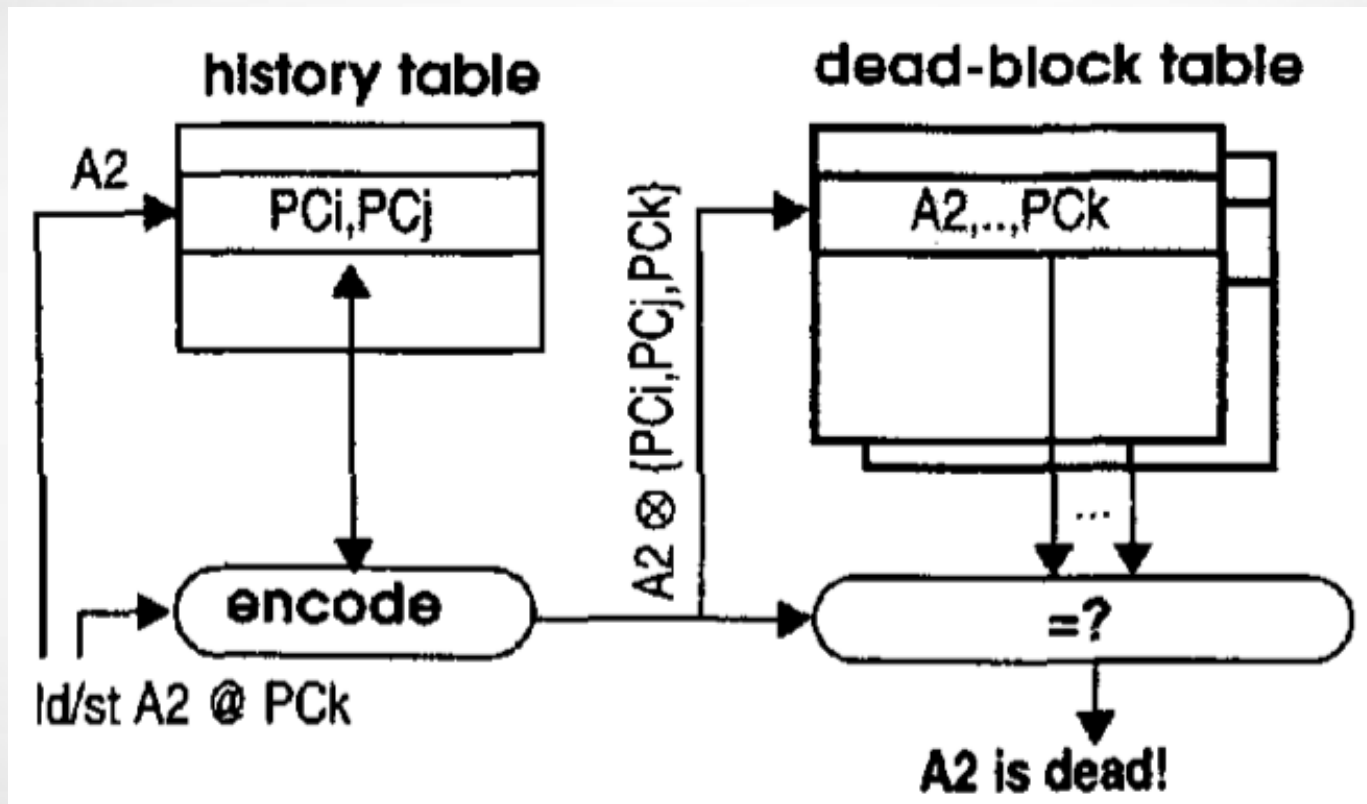 history table
dead-block table
A2
PCi,PCj
A2,..,PCk
A2 ⊗ {PCi,PCj,PCk}
...
encode
=?
ld/st A2 @ PCk
A2 is dead!